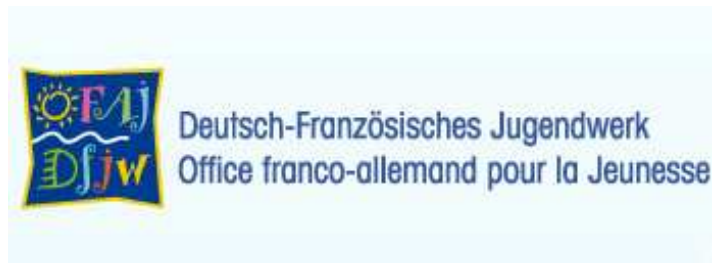 OFAJ
DFJW
Deutsch-Französisches Jugendwerk
Office franco-allemand pour la Jeunesse